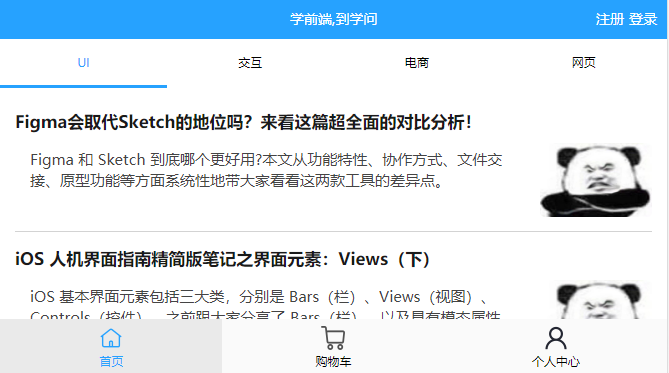 学前端,到学问
注册 登录
UI 交互 电商 网页
Figma会取代Sketch的地位吗？来看这篇超全面的对比分析！
Figma 和 Sketch 到底哪个更好用?本文从功能特性、协作方式、文件交
接、原型功能等方面系统性地带大家看看这两款工具的差异点。
iOS 人机界面指南精简版笔记之界面元素：Views（下）
iOS 基本界面元素包括三大类，分别是 Bars（栏）、Views（视图）、
Controls（控件）。之前跟大家分享了 Bars（栏），以及具有模态属性
首页 购物车 个人中心